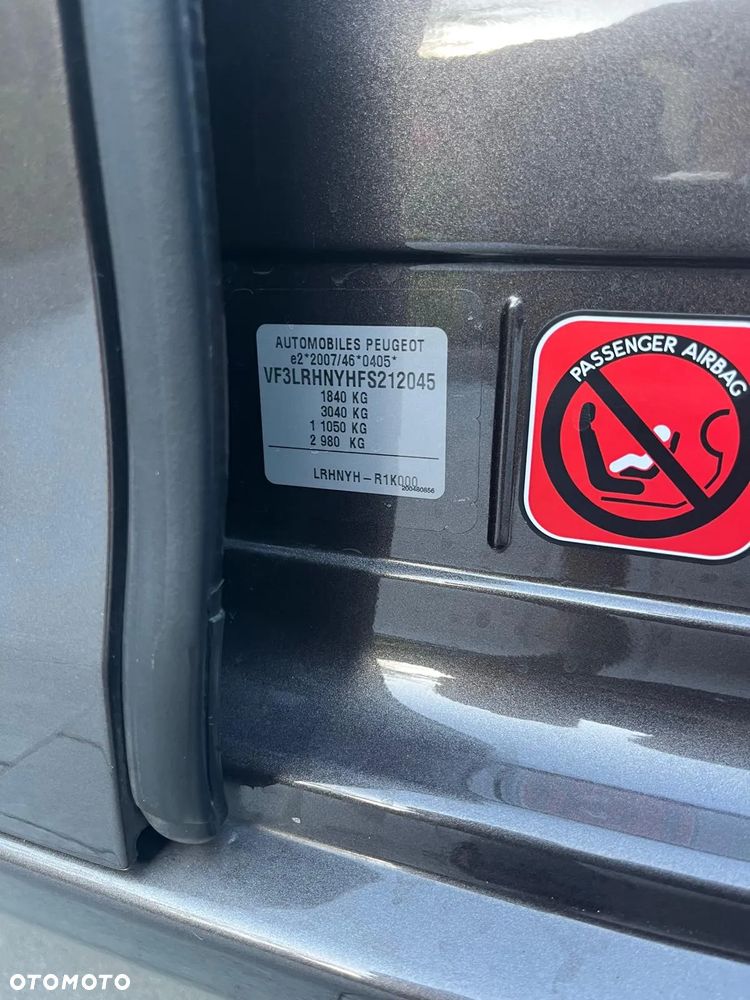 AUTOMOBILES PEUGEOT
e2*2007/46*0405*
VF3LRHNYHFS212045
1840 KG
3040 KG
1 1050 KG
2 980 KG
LRHNYH-R1K000
200480856
PASSENGER AIRBAG
OTOMOTO